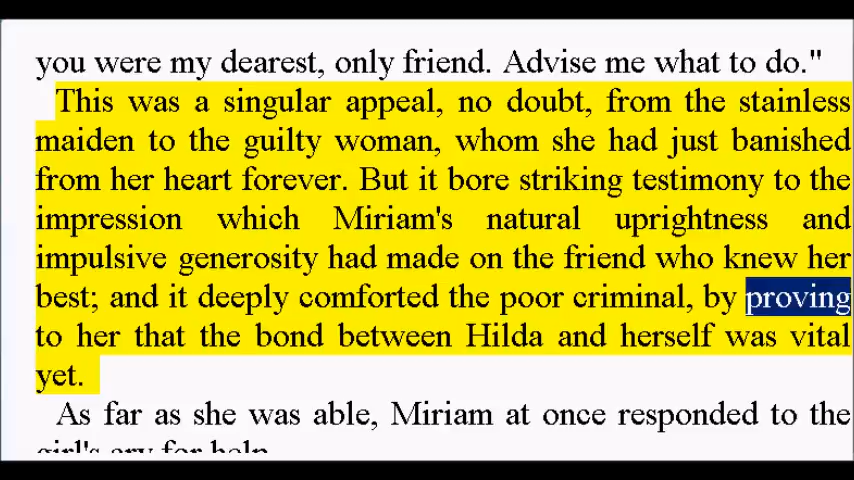 you were my dearest, only friend. Advise me what to do."
This was a singular appeal, no doubt, from the stainless
maiden to the guilty woman, whom she had just banished
from her heart forever. But it bore striking testimony to the
impression which Miriam's natural uprightness and
impulsive generosity had made on the friend who knew her
best; and it deeply comforted the poor criminal, by proving
to her that the bond between Hilda and herself was vital
yet.
As far as she was able, Miriam at once responded to the
girl's cry for help.